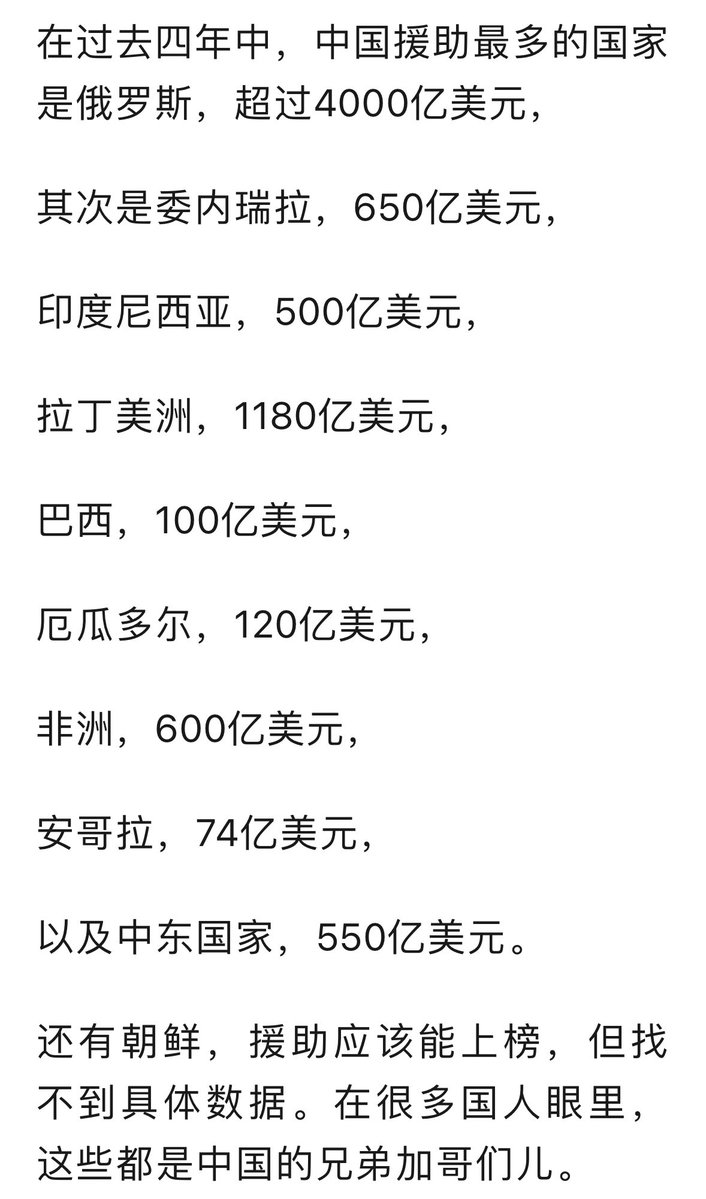 在过去四年中，中国援助最多的国家
是俄罗斯，超过4000亿美元，
其次是委内瑞拉，650亿美元，
印度尼西亚，500亿美元，
拉丁美洲，1180亿美元，
巴西，100亿美元，
厄瓜多尔，120亿美元，
非洲，600亿美元，
安哥拉，74亿美元，
以及中东国家，550亿美元。
还有朝鲜，援助应该能上榜，但找
不到具体数据。在很多国人眼里，
这些都是中国的兄弟加哥们儿。